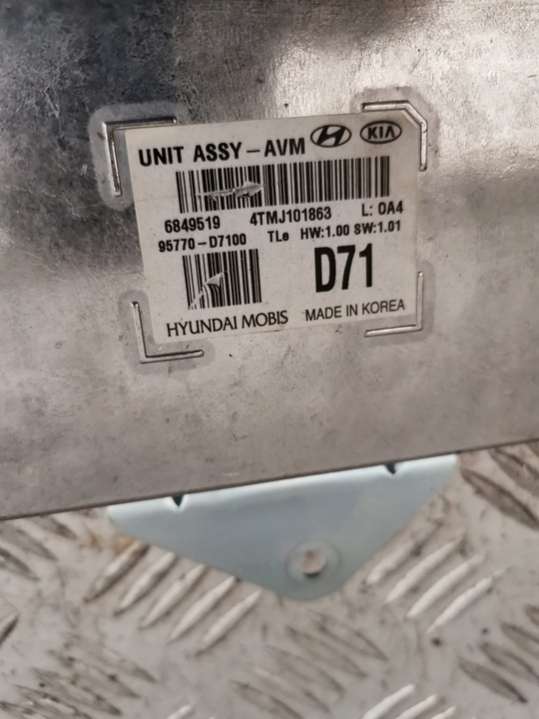 UNIT ASSY-AVM KIA
6849519 4TMJ101863 L: 0A4
95770-D7100 TLe HW:1.00 SW:1.01
D71
HYUNDAI MOBIS MADE IN KOREA